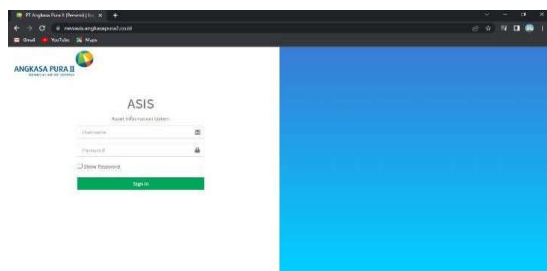 PT Angkasa Pura II (Persero) |
Gmail YouTube Maps
ANGKASA PURA II
ASIS
Asset Information System
Username
Password
Show Password
Sign In